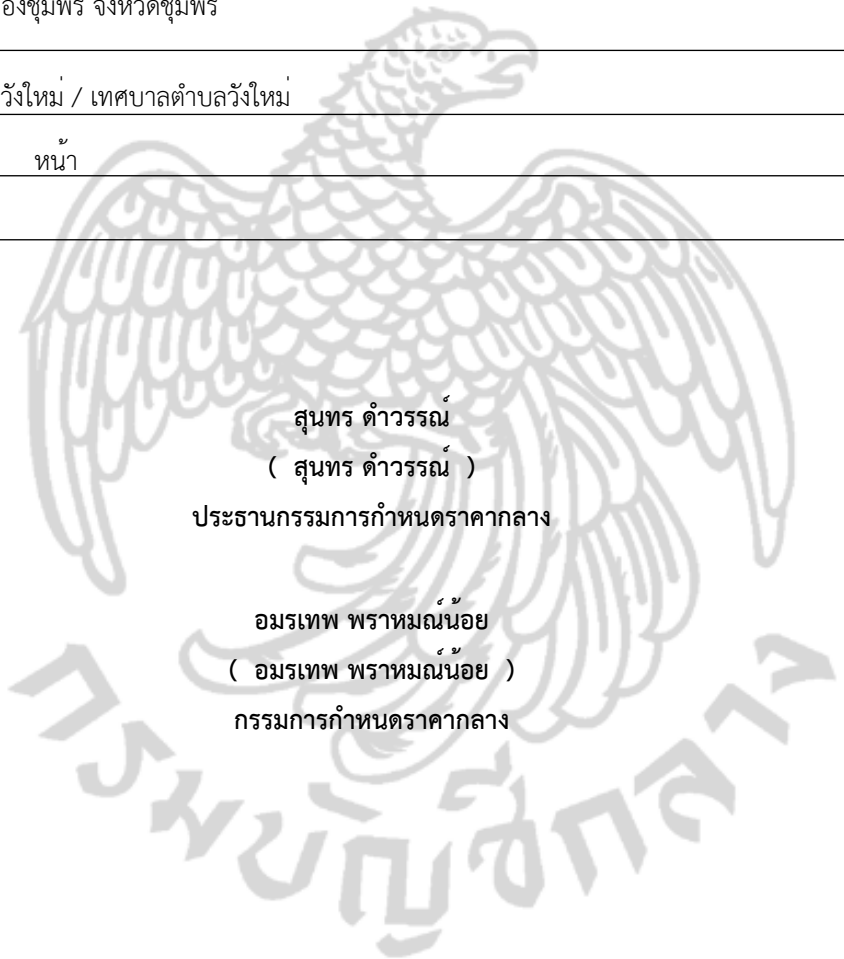 องชุมพร จังหวัดชุมพร
วังใหม่ / เทศบาลตำบลวังใหม่
หน้า
สุนทร ดำวรรณ์
( สุนทร ดำวรรณ์ )
ประธานกรรมการกำหนดราคากลาง
อมรเทพ พราหมณ์น้อย
( อมรเทพ พราหมณ์น้อย )
กรรมการกำหนดราคากลาง
กรมบัญชีกลาง